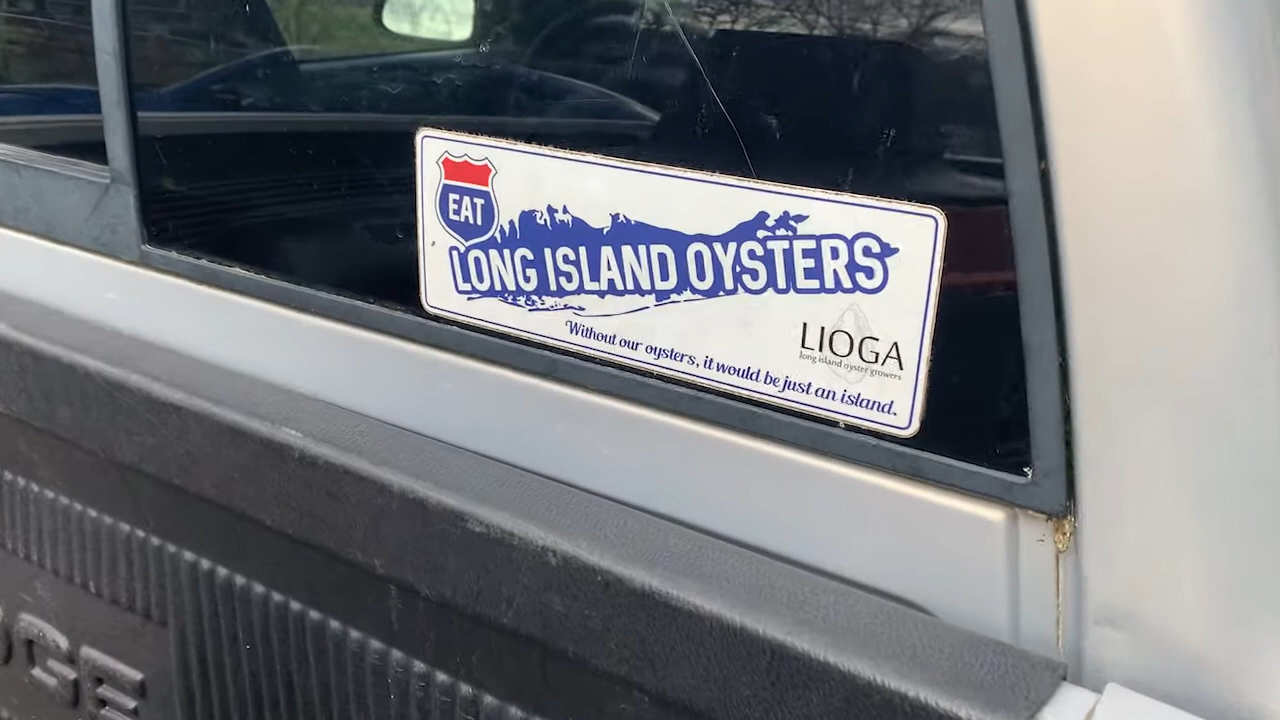 EAT
LONG ISLAND OYSTERS
Without our oysters, it would be just an island.
LIOGA
long island oyster growers